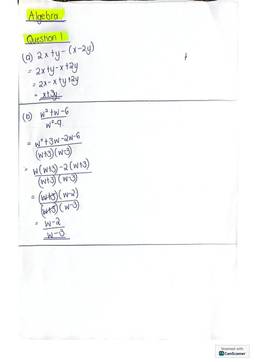 Algebra
Question 1
(a) 2x+y-(x-2y)
= 2x+y-x+2y
= 2x-x+y+2y
= x+3y
(b) w²+w-6
w²-9
= w²+3w-2w-6
(w+3)(w-3)
= w(w+3)-2(w+3)
(w+3)(w-3)
= (w+3)(w-2)
(w+3)(w-3)
= w-2
w-3
Scanned with
CamScanner